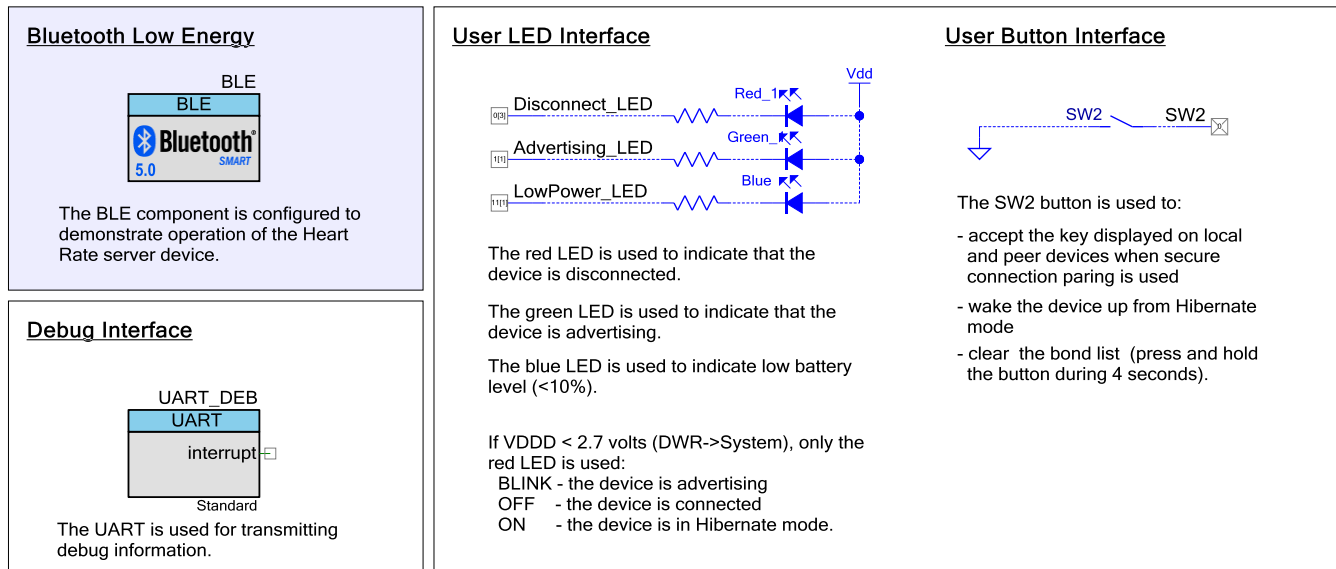 Bluetooth Low Energy
BLE
BLE
Bluetooth®
SMART
5.0
The BLE component is configured to
demonstrate operation of the Heart
Rate server device.
Debug Interface
UART_DEB
UART
interrupt
Standard
The UART is used for transmitting
debug information.
User LED Interface
Vdd
Red_1
0[3]
Disconnect_LED
Green_
1[1]
Advertising_LED
Blue
11[1]
LowPower_LED
The red LED is used to indicate that the
device is disconnected.
The green LED is used to indicate that the
device is advertising.
The blue LED is used to indicate low battery
level (<10%).
If VDDD < 2.7 volts (DWR->System), only the
red LED is used:
BLINK - the device is advertising
OFF - the device is connected
ON - the device is in Hibernate mode.
User Button Interface
SW2
SW2
The SW2 button is used to:
- accept the key displayed on local
and peer devices when secure
connection paring is used
- wake the device up from Hibernate
mode
- clear the bond list (press and hold
the button during 4 seconds).